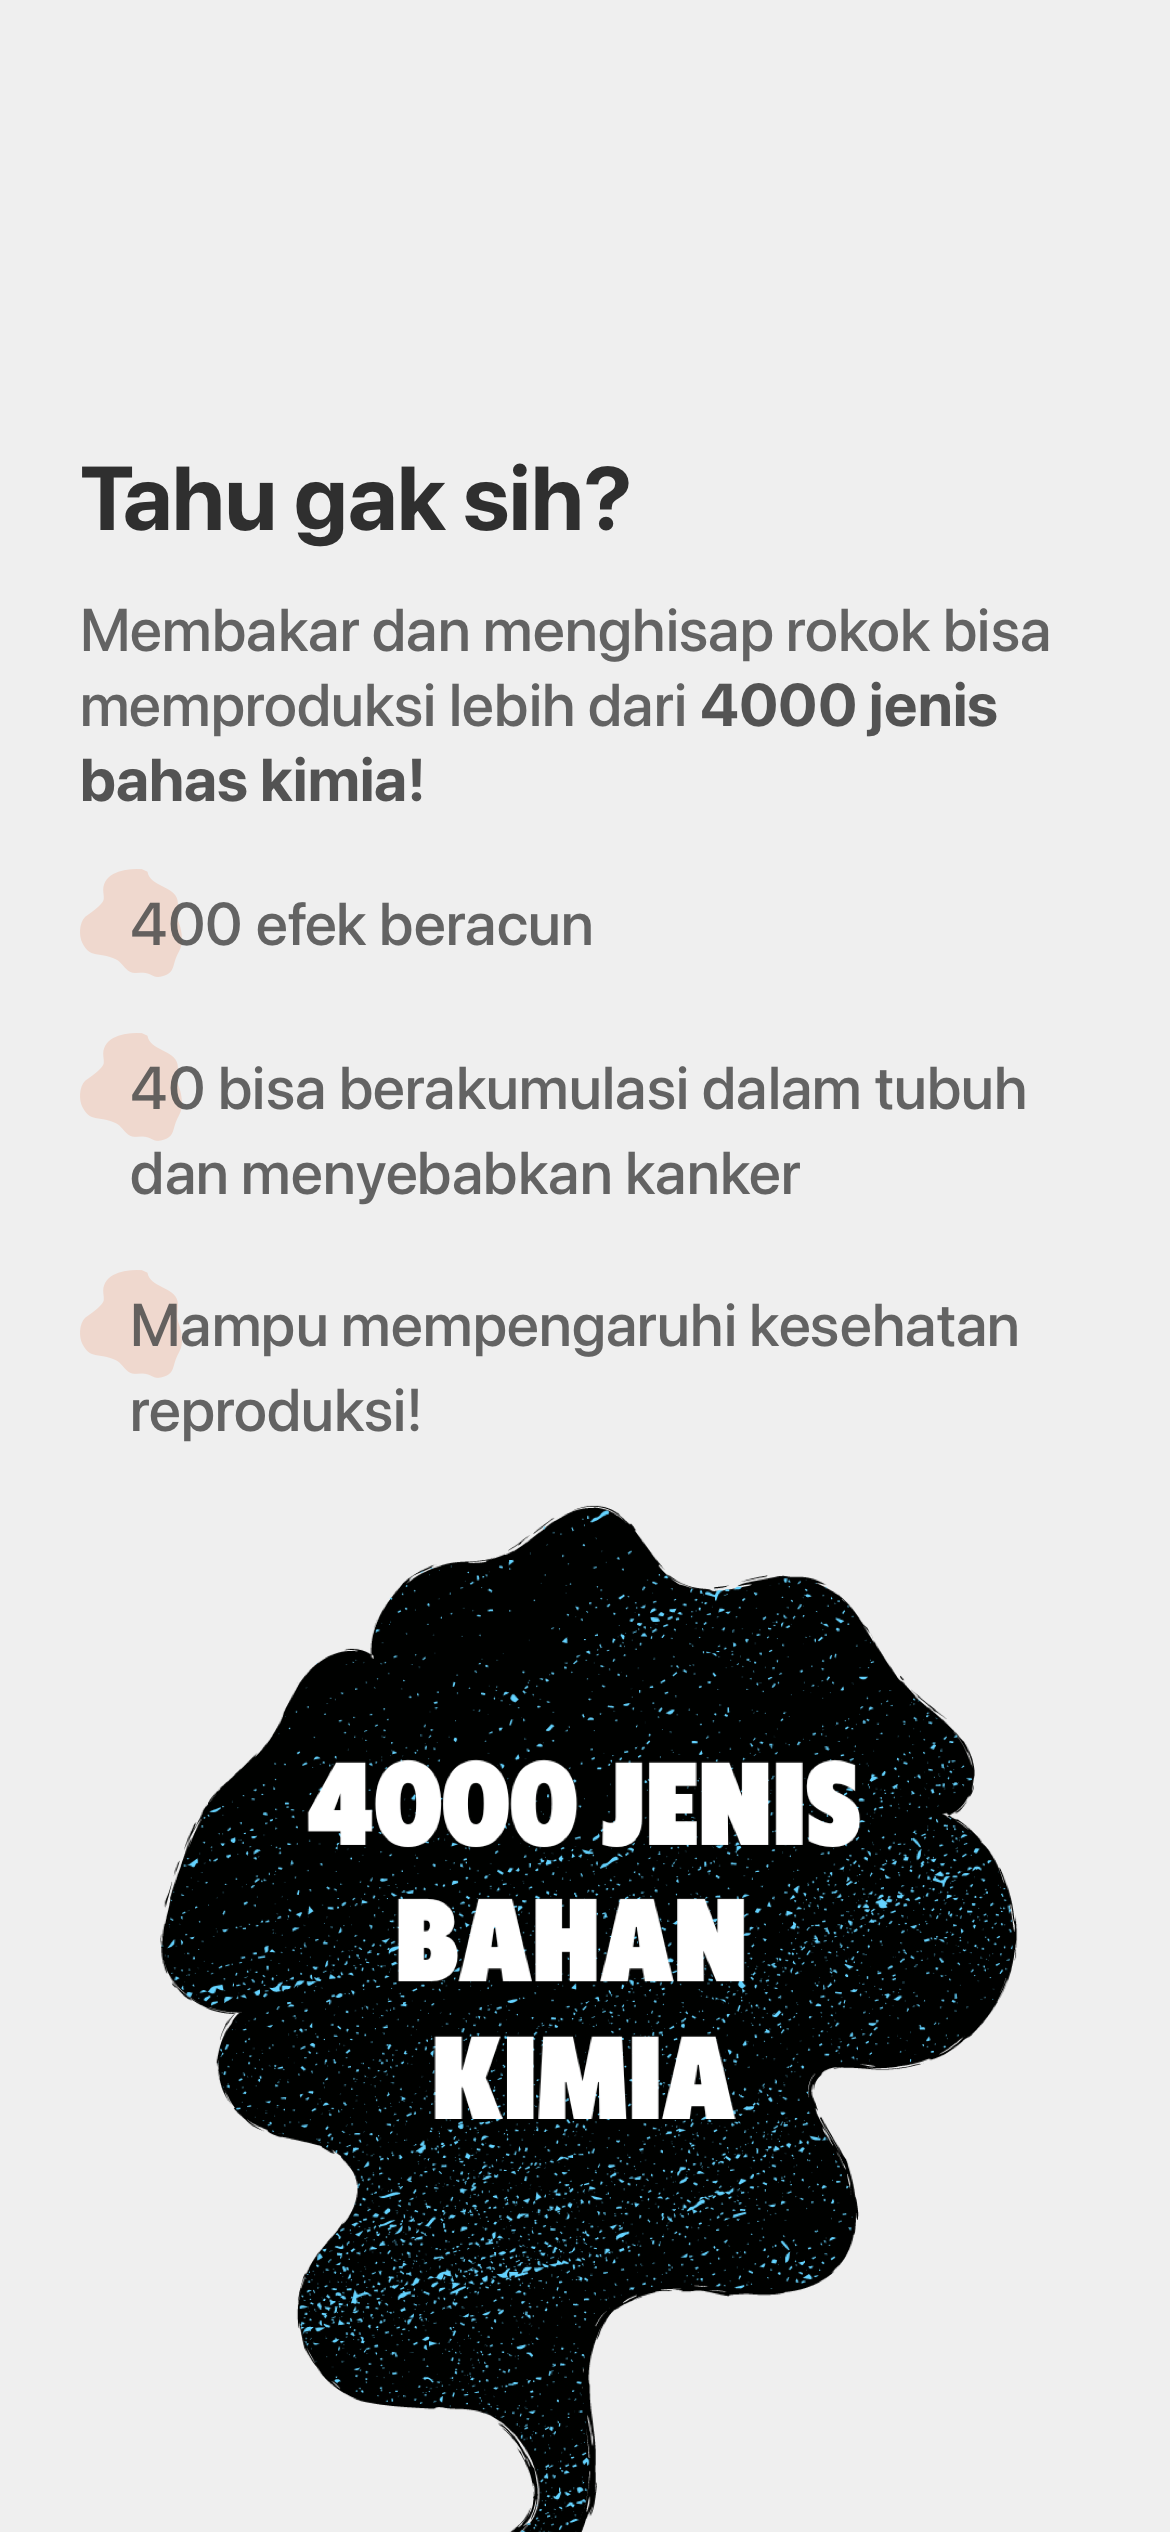 Tahu gak sih?
Membakar dan menghisap rokok bisa
memproduksi lebih dari 4000 jenis
bahas kimia!
400 efek beracun
40 bisa berakumulasi dalam tubuh
dan menyebabkan kanker
Mampu mempengaruhi kesehatan
reproduksi!
4000 JENIS
BAHAN
KIMIA